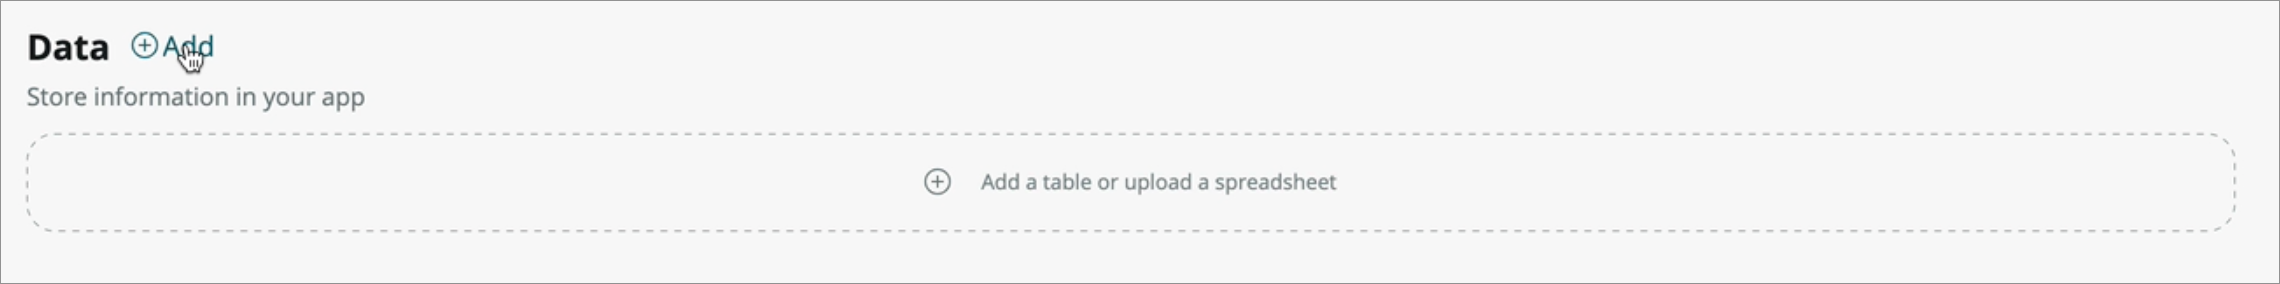 Data Add
Store information in your app
Add a table or upload a spreadsheet